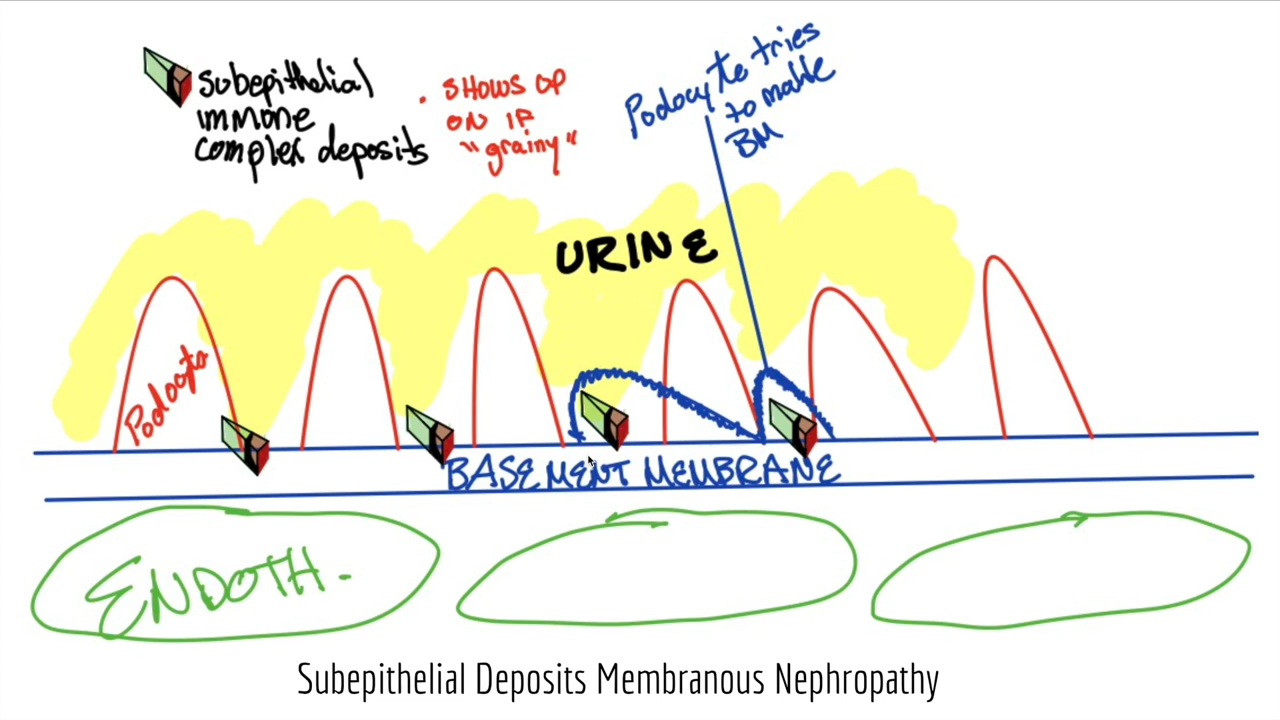 Subepithelial
immune
complex deposits
. SHOWS UP
ON IF
"grainy"
Podocyte tries
to make
BM
URINE
Podocyte
BASEMENT MEMBRANE
ENDOTH.
Subepithelial Deposits Membranous Nephropathy